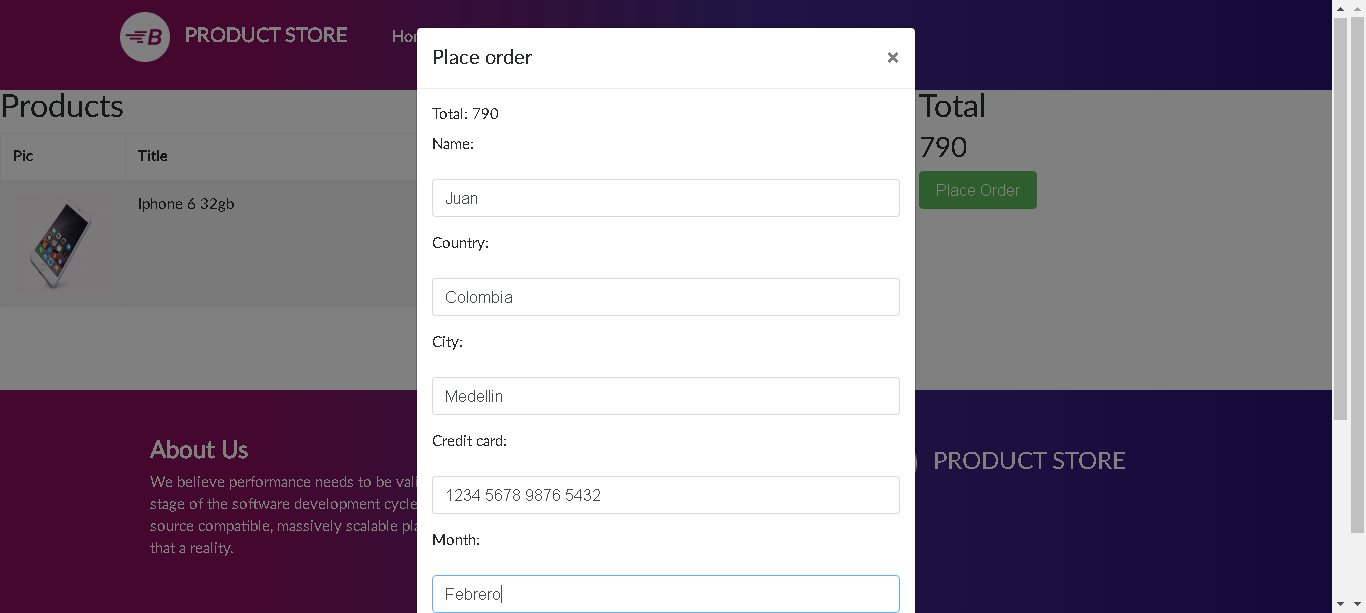 B PRODUCT STORE
Hor
Place order
×
Products
Pic
Title
Iphone 6 32gb
Total: 790
Name:
Juan
Country:
Colombia
City:
Medellin
Credit card:
1234 5678 9876 5432
Month:
Febrero
Total
790
Place Order
About Us
We believe performance needs to be vali
stage of the software development cycle
source compatible, massively scalable pla
that a reality.
PRODUCT STORE